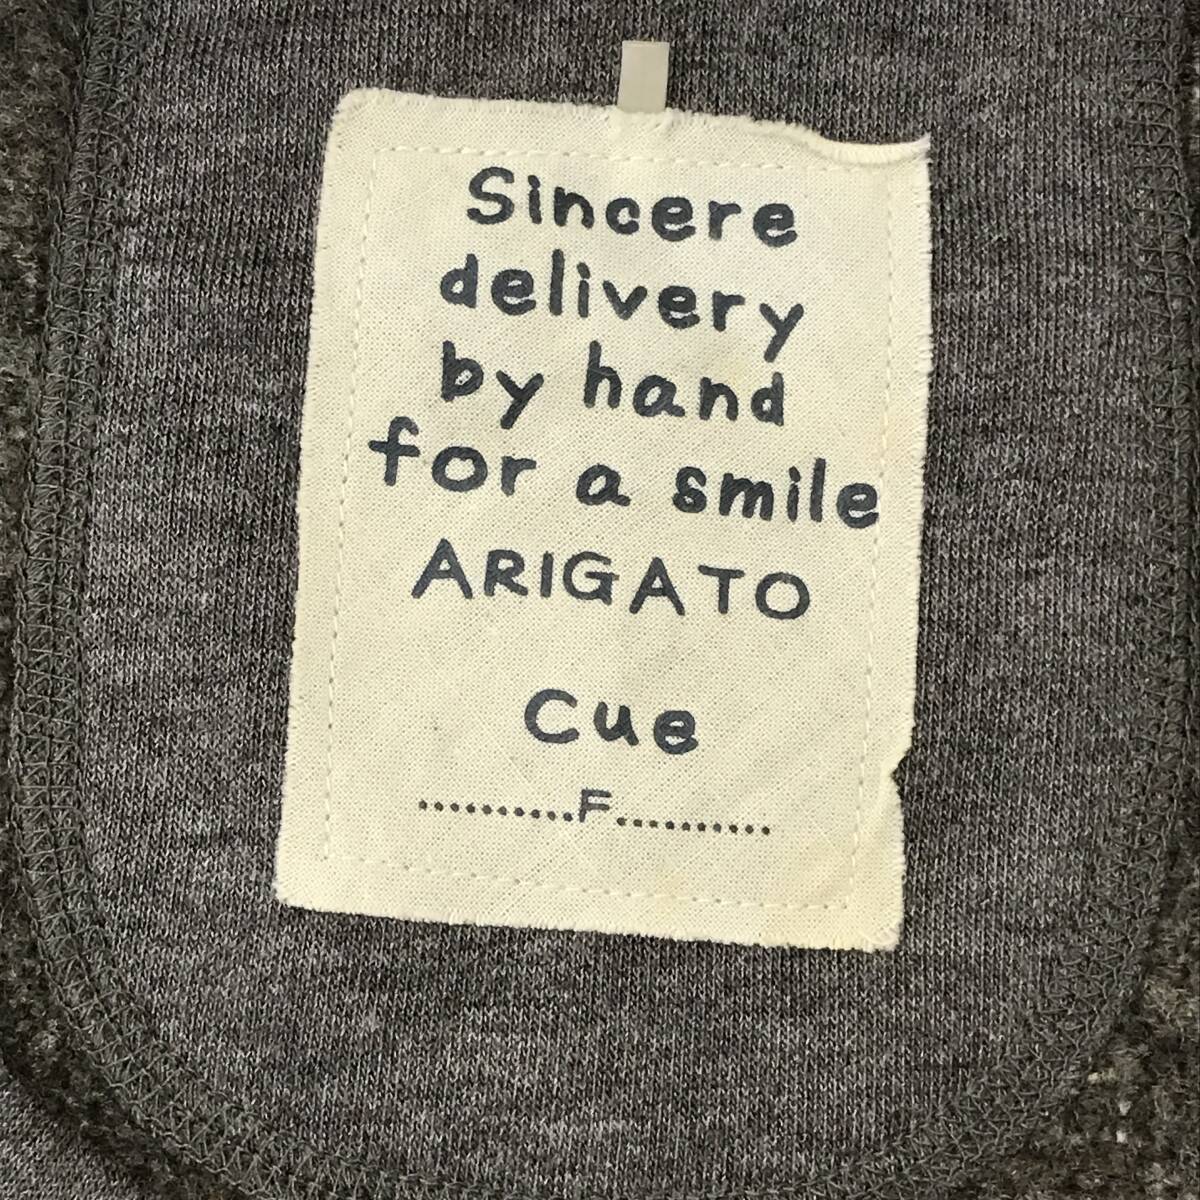 Sincere
delivery
by hand
for a smile
ARIGATO
Cue
..........F..........